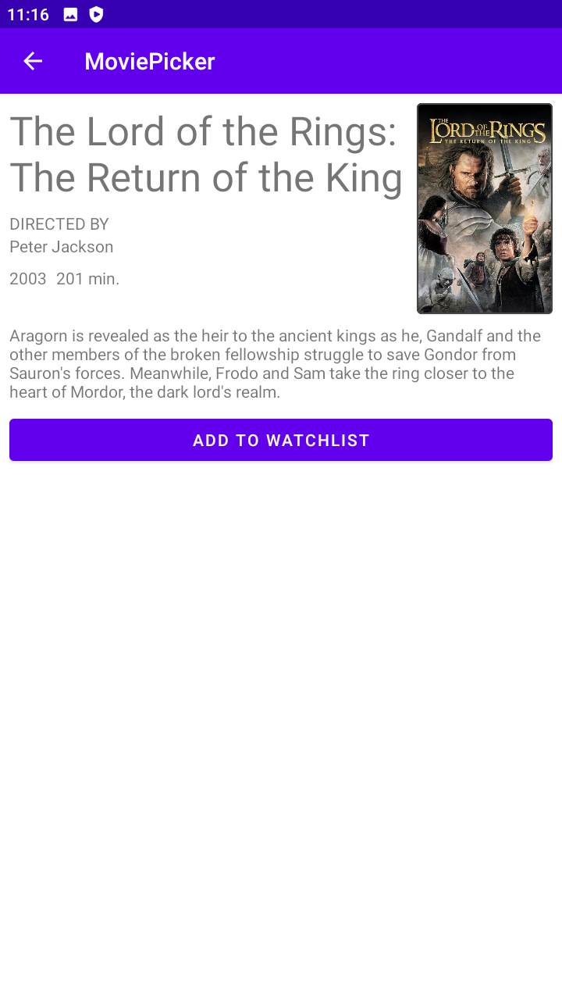 11:16
MoviePicker
The Lord of the Rings:
The Return of the King
DIRECTED BY
Peter Jackson
2003 201 min.
THE
LORD OF THE RINGS
THE RETURN OF THE KING
Aragorn is revealed as the heir to the ancient kings as he, Gandalf and the
other members of the broken fellowship struggle to save Gondor from
Sauron's forces. Meanwhile, Frodo and Sam take the ring closer to the
heart of Mordor, the dark lord's realm.
ADD TO WATCHLIST